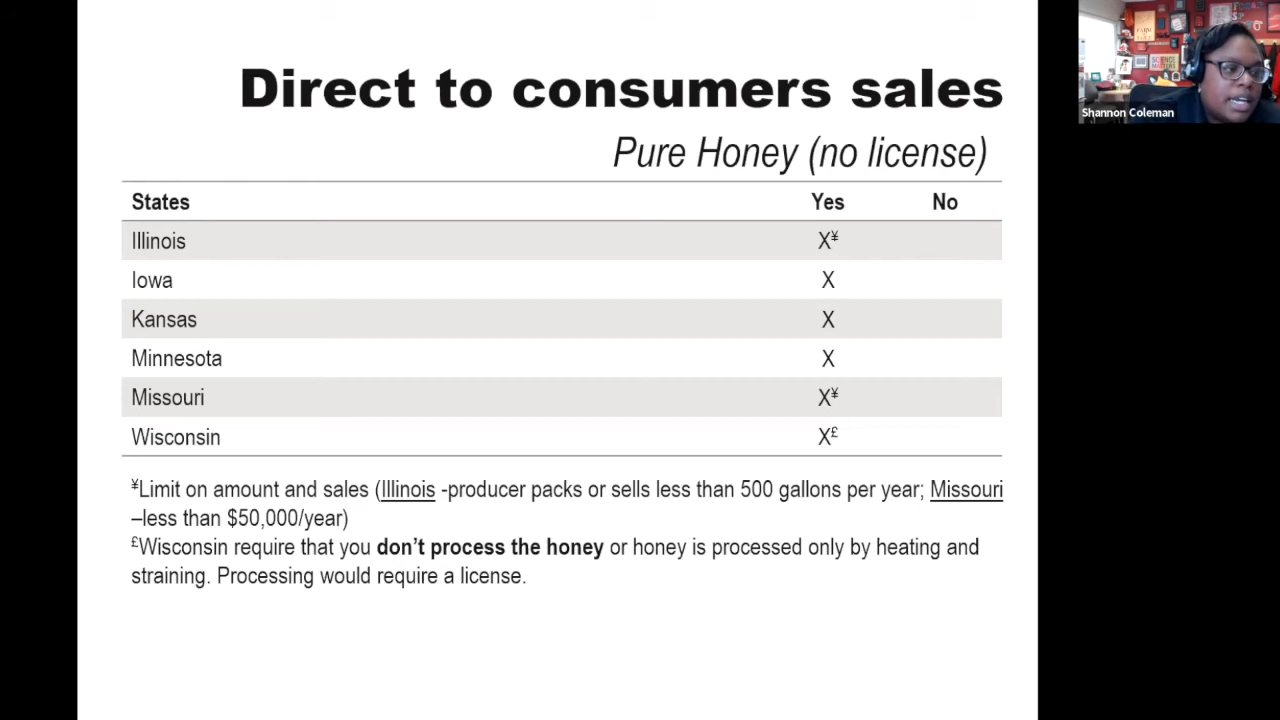 Direct to consumers sales
Pure Honey (no license)
States Yes No
Illinois X¥
Iowa X
Kansas X
Minnesota X
Missouri X¥
Wisconsin X£
¥Limit on amount and sales (Illinois -producer packs or sells less than 500 gallons per year; Missouri
–less than $50,000/year)
£Wisconsin require that you don’t process the honey or honey is processed only by heating and
straining. Processing would require a license.
Shannon Coleman